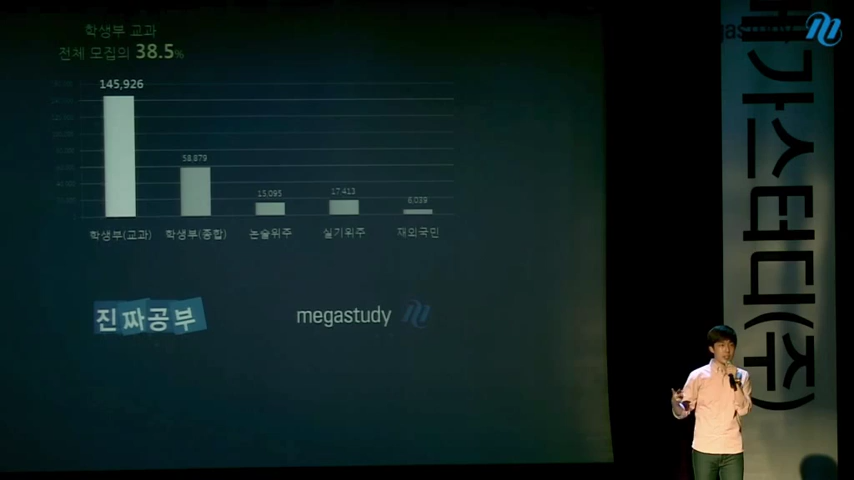 학생부 교과
전체 모집의 38.5%
145,926
58,879
15,095
17,413
6,039
학생부(교과)
학생부(종합)
논술위주
실기위주
재외국민
진짜공부
megastudy
megastudy
메가스터디(주)